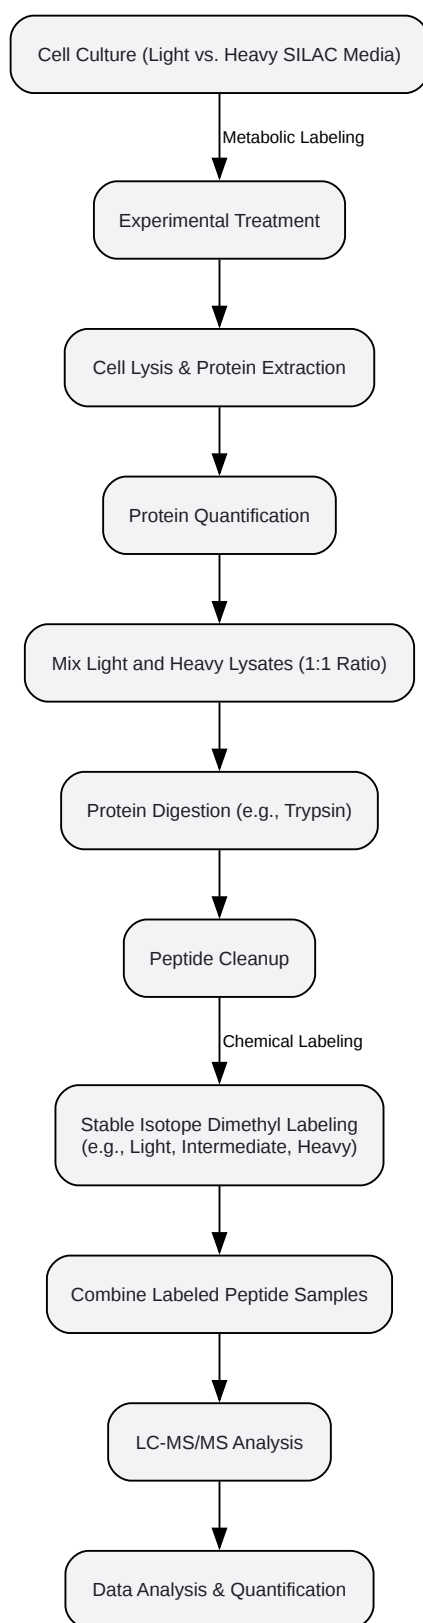 Cell Culture (Light vs. Heavy SILAC Media)
Metabolic Labeling
Experimental Treatment
Cell Lysis & Protein Extraction
Protein Quantification
Mix Light and Heavy Lysates (1:1 Ratio)
Protein Digestion (e.g., Trypsin)
Peptide Cleanup
Chemical Labeling
Stable Isotope Dimethyl Labeling
(e.g., Light, Intermediate, Heavy)
Combine Labeled Peptide Samples
LC-MS/MS Analysis
Data Analysis & Quantification